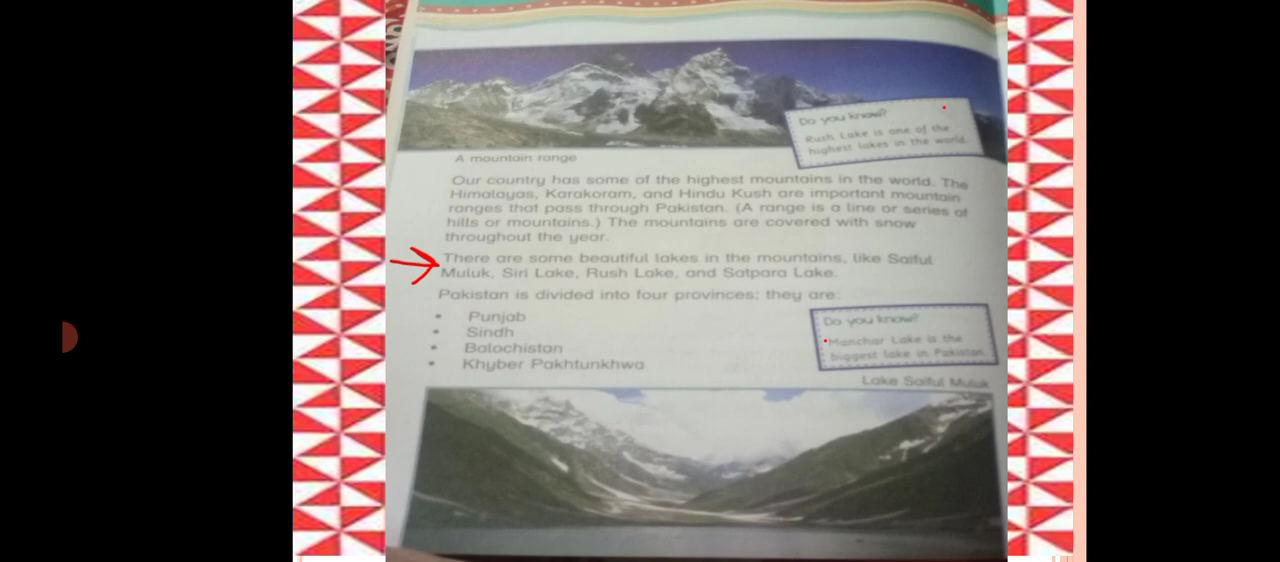 Do you know?
Rush Lake is one of the
highest lakes in the world.
A mountain range
Our country has some of the highest mountains in the world. The
Himalayas, Karakoram, and Hindu Kush are important mountain
ranges that pass through Pakistan. (A range is a line or series of
hills or mountains.) The mountains are covered with snow
throughout the year.
There are some beautiful lakes in the mountains, like Saiful
Muluk, Siri Lake, Rush Lake, and Satpara Lake.
Pakistan is divided into four provinces; they are:
• Punjab
• Sindh
• Balochistan
• Khyber Pakhtunkhwa
Do you know?
Manchar Lake is the
biggest lake in Pakistan.
Lake Saiful Muluk